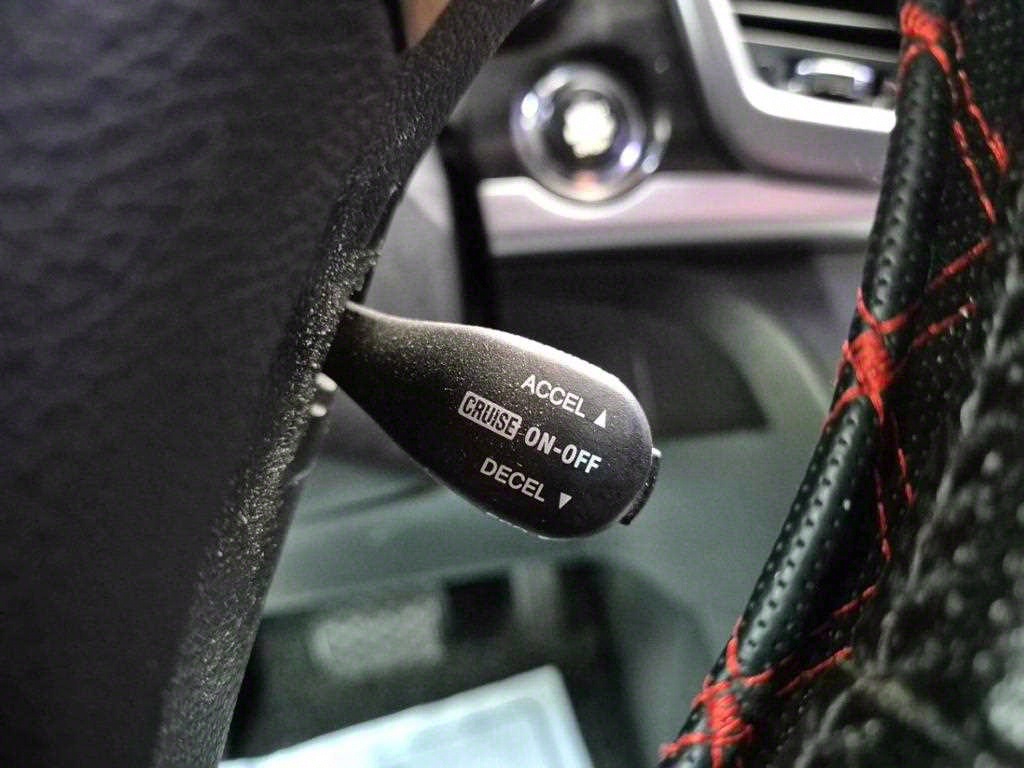 ACCEL ▲
CRUISE ON-OFF
DECEL ▼